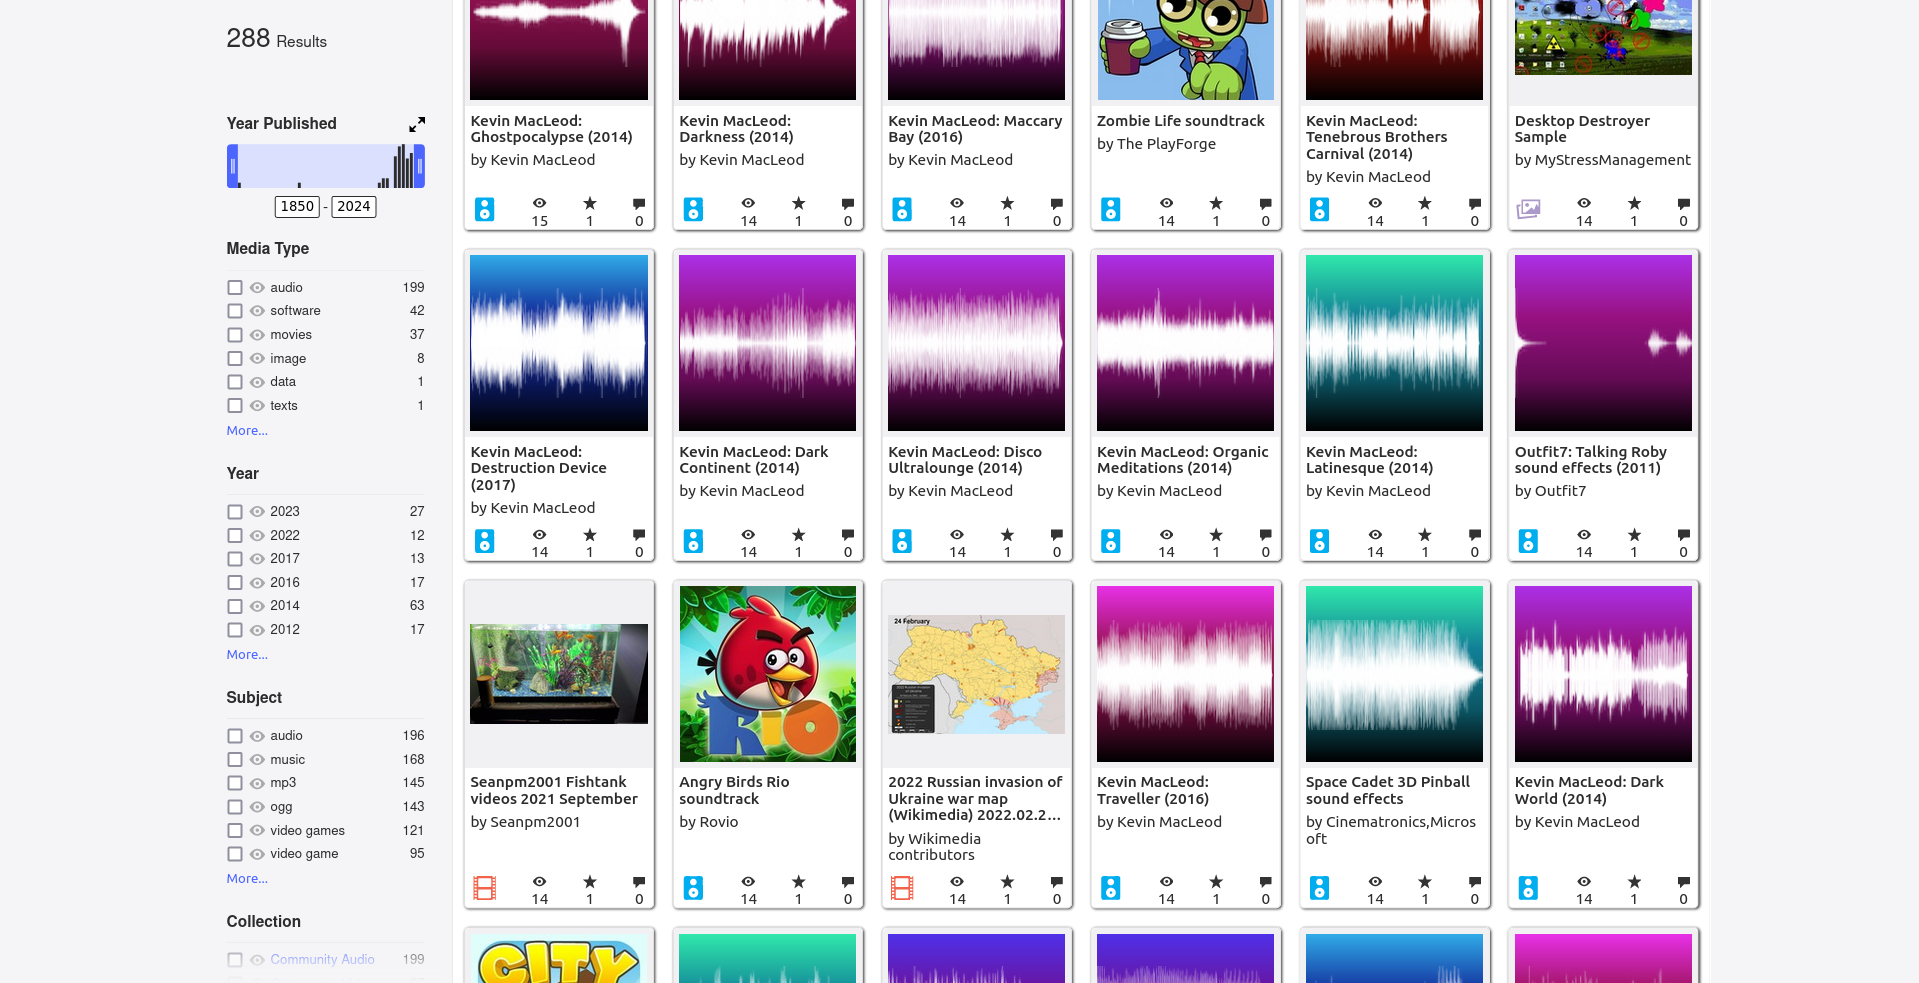 288 Results
Year Published
1850 - 2024
Media Type
audio 199
software 42
movies 37
image 8
data 1
texts 1
More...
Year
2023 27
2022 12
2017 13
2016 17
2014 63
2012 17
More...
Subject
audio 196
music 168
mp3 145
ogg 143
video games 121
video game 95
More...
Collection
Community Audio 199
Kevin MacLeod:
Ghostpocalypse (2014)
by Kevin MacLeod
15 1 0
Kevin MacLeod:
Darkness (2014)
by Kevin MacLeod
14 1 0
Kevin MacLeod: Maccary
Bay (2016)
by Kevin MacLeod
14 1 0
Zombie Life soundtrack
by The PlayForge
14 1 0
Kevin MacLeod:
Tenebrous Brothers
Carnival (2014)
by Kevin MacLeod
14 1 0
Desktop Destroyer
Sample
by MyStressManagement
14 1 0
Kevin MacLeod:
Destruction Device
(2017)
by Kevin MacLeod
14 1 0
Kevin MacLeod: Dark
Continent (2014)
by Kevin MacLeod
14 1 0
Kevin MacLeod: Disco
Ultralounge (2014)
by Kevin MacLeod
14 1 0
Kevin MacLeod: Organic
Meditations (2014)
by Kevin MacLeod
14 1 0
Kevin MacLeod:
Latinesque (2014)
by Kevin MacLeod
14 1 0
Outfit7: Talking Roby
sound effects (2011)
by Outfit7
14 1 0
Seanpm2001 Fishtank
videos 2021 September
by Seanpm2001
14 1 0
RIO
Angry Birds Rio
soundtrack
by Rovio
14 1 0
24 February
2022 Russian invasion of
Ukraine war map
(Wikimedia) 2022.02.2...
by Wikimedia
contributors
14 1 0
Kevin MacLeod:
Traveller (2016)
by Kevin MacLeod
14 1 0
Space Cadet 3D Pinball
sound effects
by Cinematronics,Micros
oft
14 1 0
Kevin MacLeod: Dark
World (2014)
by Kevin MacLeod
14 1 0
CITY